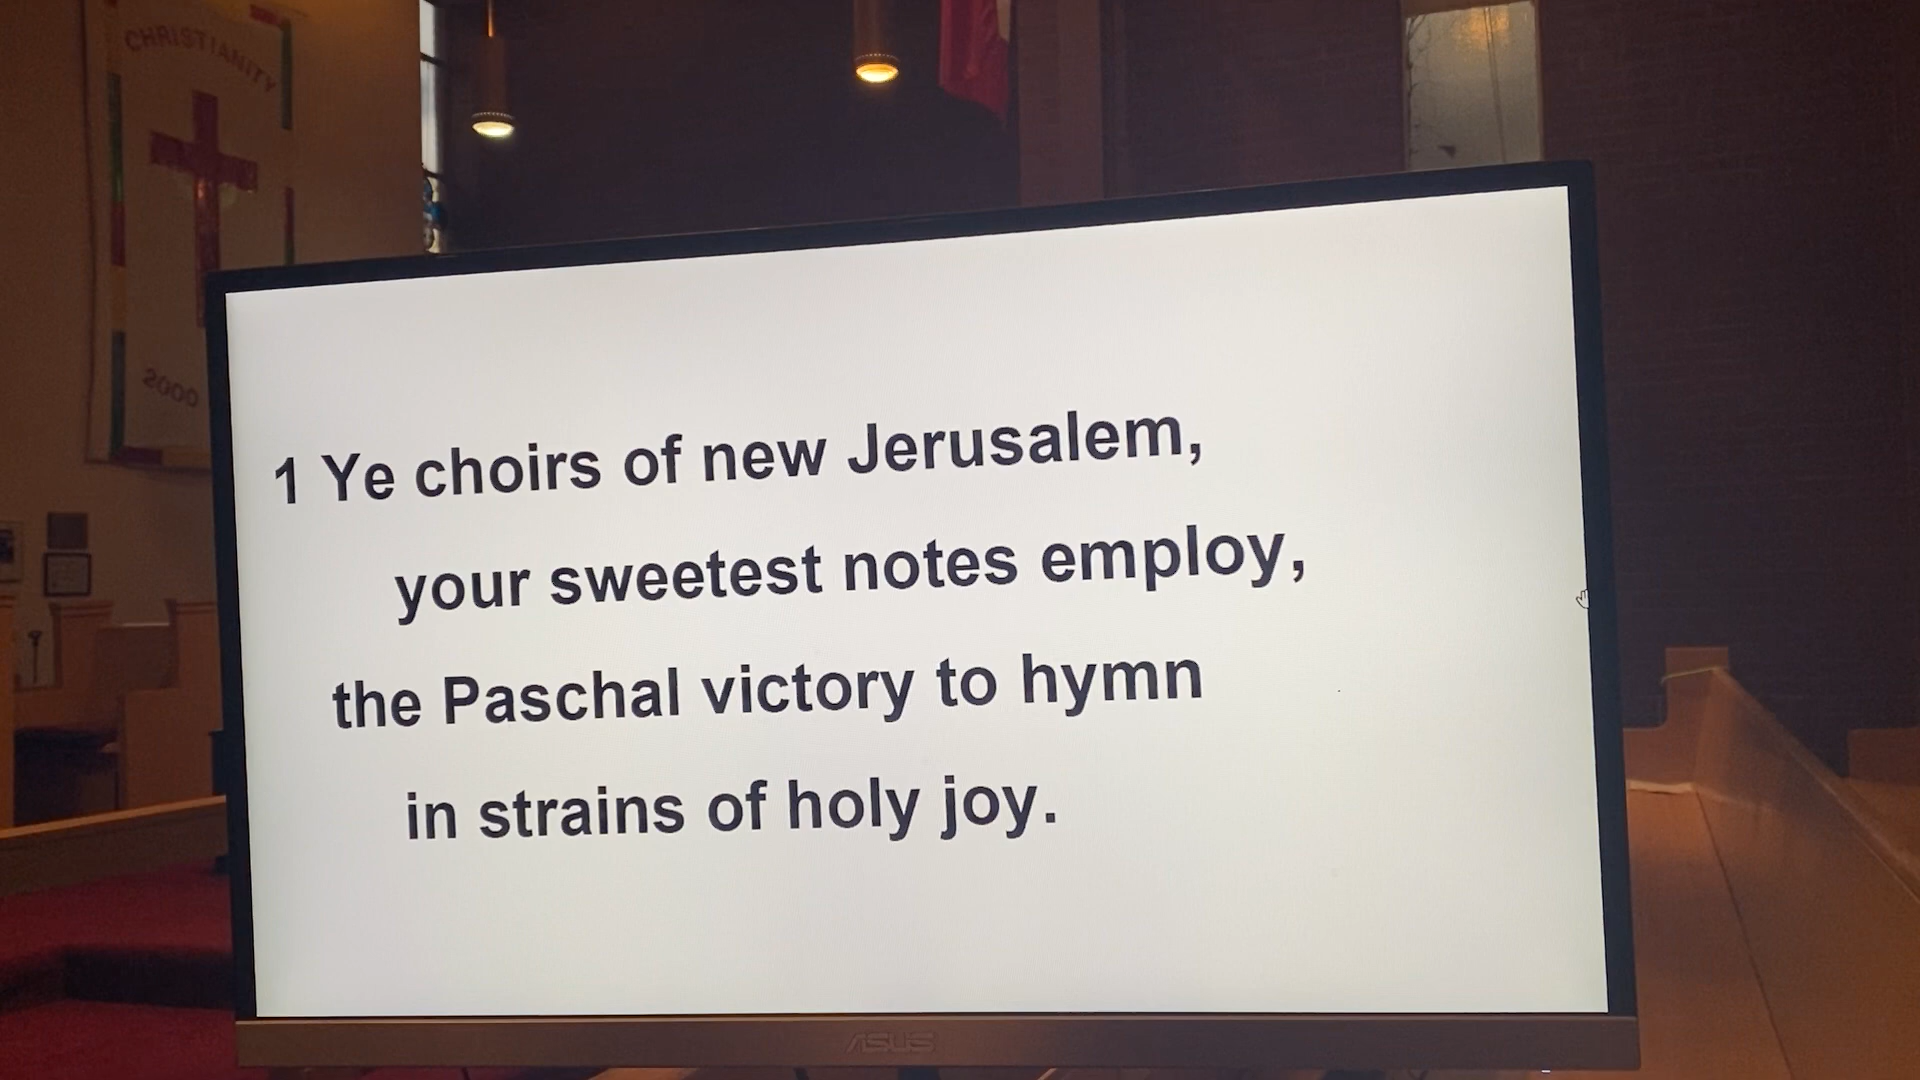 CHRISTIANITY
2000
1 Ye choirs of new Jerusalem,
your sweetest notes employ,
the Paschal victory to hymn
in strains of holy joy.
ASUS